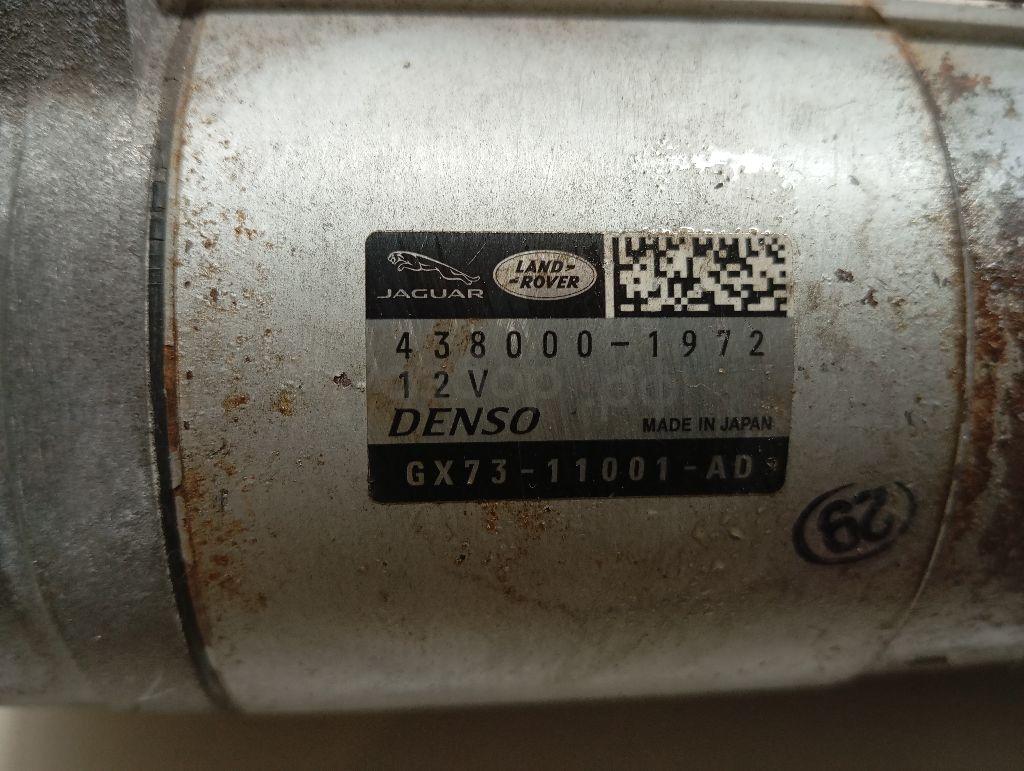 JAGUAR
LAND-
-ROVER
438000-1972
12V
DENSO
MADE IN JAPAN
GX73-11001-AD
29